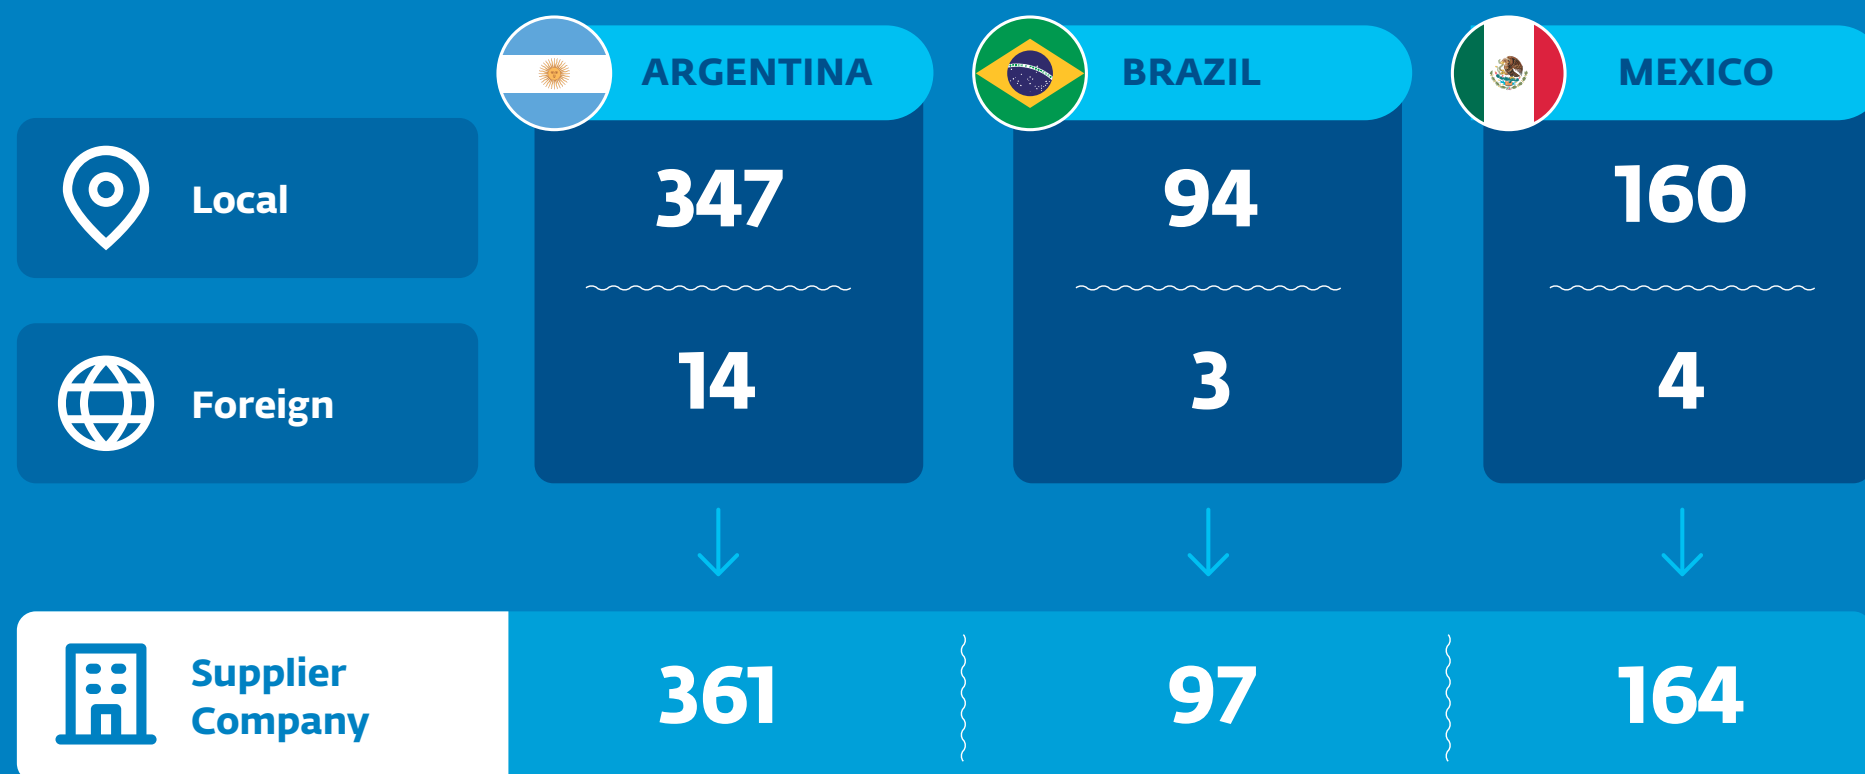 ARGENTINA BRAZIL MEXICO
Local 347 94 160
Foreign 14 3 4
Supplier
Company
361 97 164